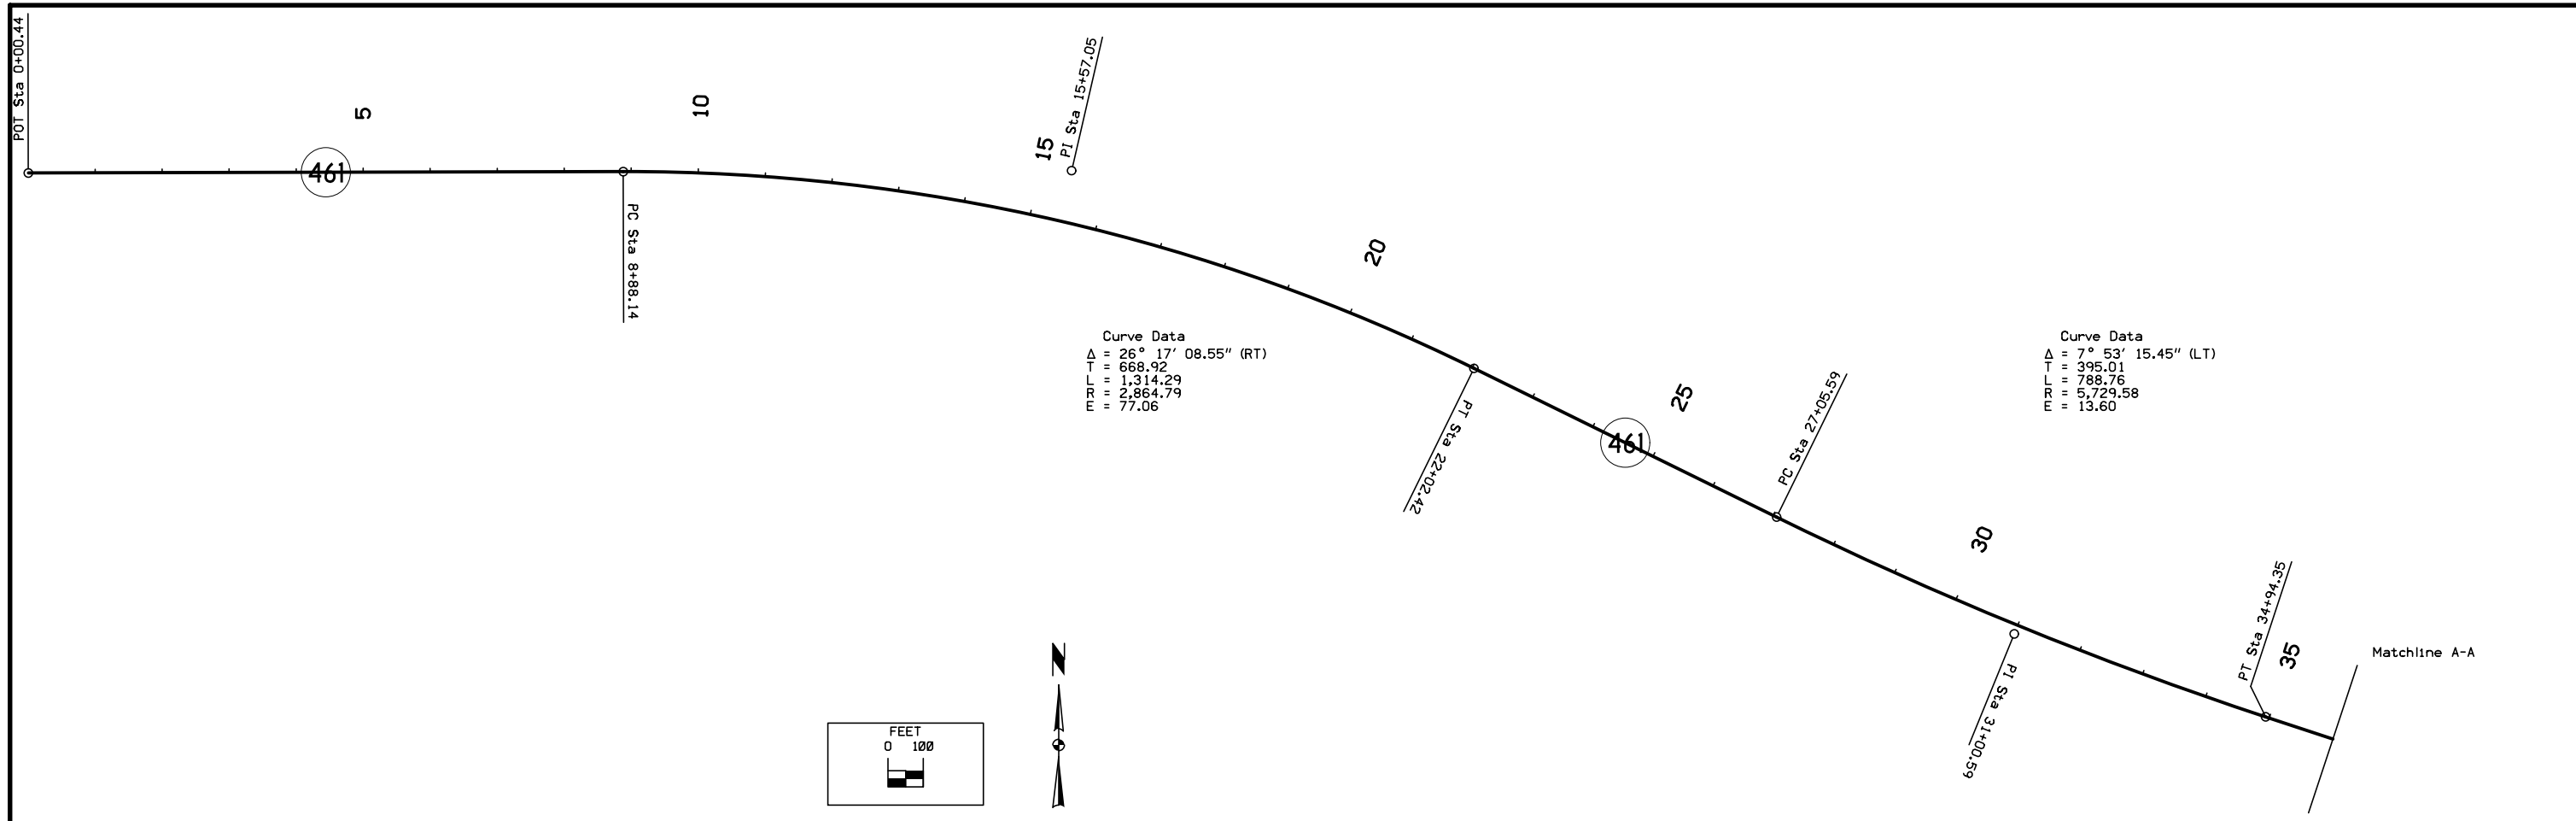 POT Sta 0+00.44
5
10
15
PI Sta 15+57.05
461
PC Sta 8+88.14
20
Curve Data
Δ = 26° 17' 08.55" (RT)
T = 668.92
L = 1,314.29
R = 2,864.79
E = 77.06
PT Sta 22+02.42
25
461
PC Sta 27+05.59
Curve Data
Δ = 7° 53' 15.45" (LT)
T = 395.01
L = 788.76
R = 5,729.58
E = 13.60
30
PI Sta 31+00.59
PT Sta 34+94.35
35
Matchline A-A
N
FEET
0 100